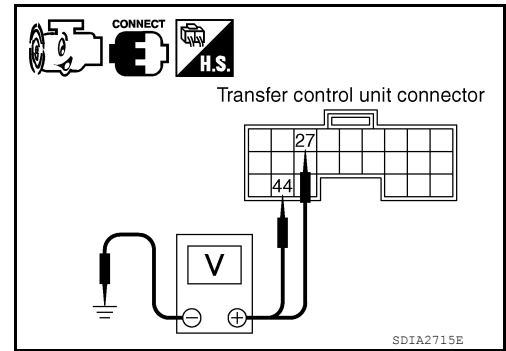 CONNECT
H.S.
Transfer control unit connector
27
44
V
− +
SDIA2715E